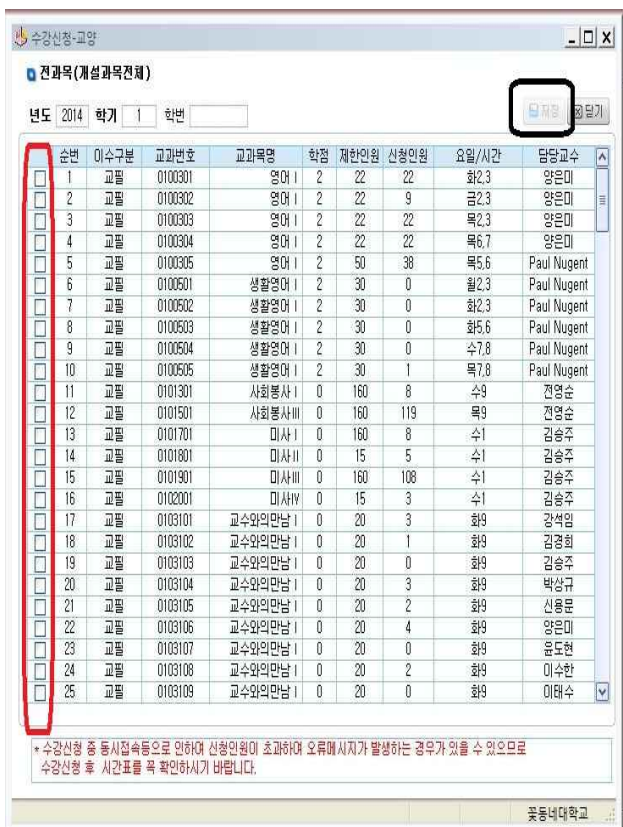 수강신청-교양
전과목(개설과목전체)
년도 2014 학기 1 학번 저장 닫기
순번 이수구분 교과번호 교과목명 학점 제한인원 신청인원 요일/시간 담당교수
1 교필 0100301 영어 I 2 22 22 화2,3 양은미
2 교필 0100302 영어 I 2 22 9 금2,3 양은미
3 교필 0100303 영어 I 2 22 22 목2,3 양은미
4 교필 0100304 영어 I 2 22 22 목6,7 양은미
5 교필 0100305 영어 I 2 50 38 목5,6 Paul Nugent
6 교필 0100501 생활영어 I 2 30 0 월2,3 Paul Nugent
7 교필 0100502 생활영어 I 2 30 0 화2,3 Paul Nugent
8 교필 0100503 생활영어 I 2 30 0 화5,6 Paul Nugent
9 교필 0100504 생활영어 I 2 30 0 수7,8 Paul Nugent
10 교필 0100505 생활영어 I 2 30 1 목7,8 Paul Nugent
11 교필 0101301 사회봉사 I 0 160 8 수9 전영순
12 교필 0101501 사회봉사III 0 160 119 목9 전영순
13 교필 0101701 미사 I 0 160 8 수1 김승주
14 교필 0101801 미사II 0 15 5 수1 김승주
15 교필 0101901 미사III 0 160 108 수1 김승주
16 교필 0102001 미사IV 0 15 3 수1 김승주
17 교필 0103101 교수와의만남 I 0 20 3 화9 강석임
18 교필 0103102 교수와의만남 I 0 20 1 화9 김경희
19 교필 0103103 교수와의만남 I 0 20 0 화9 김승주
20 교필 0103104 교수와의만남 I 0 20 3 화9 박상규
21 교필 0103105 교수와의만남 I 0 20 2 화9 신용문
22 교필 0103106 교수와의만남 I 0 20 4 화9 양은미
23 교필 0103107 교수와의만남 I 0 20 0 화9 윤도현
24 교필 0103108 교수와의만남 I 0 20 2 화9 이수한
25 교필 0103109 교수와의만남 I 0 20 0 화9 이태수
* 수강신청 중 동시접속등으로 인하여 신청인원이 초과하여 오류메시지가 발생하는 경우가 있을 수 있으므로
수강신청 후 시간표를 꼭 확인하시기 바랍니다.
꽃동네대학교